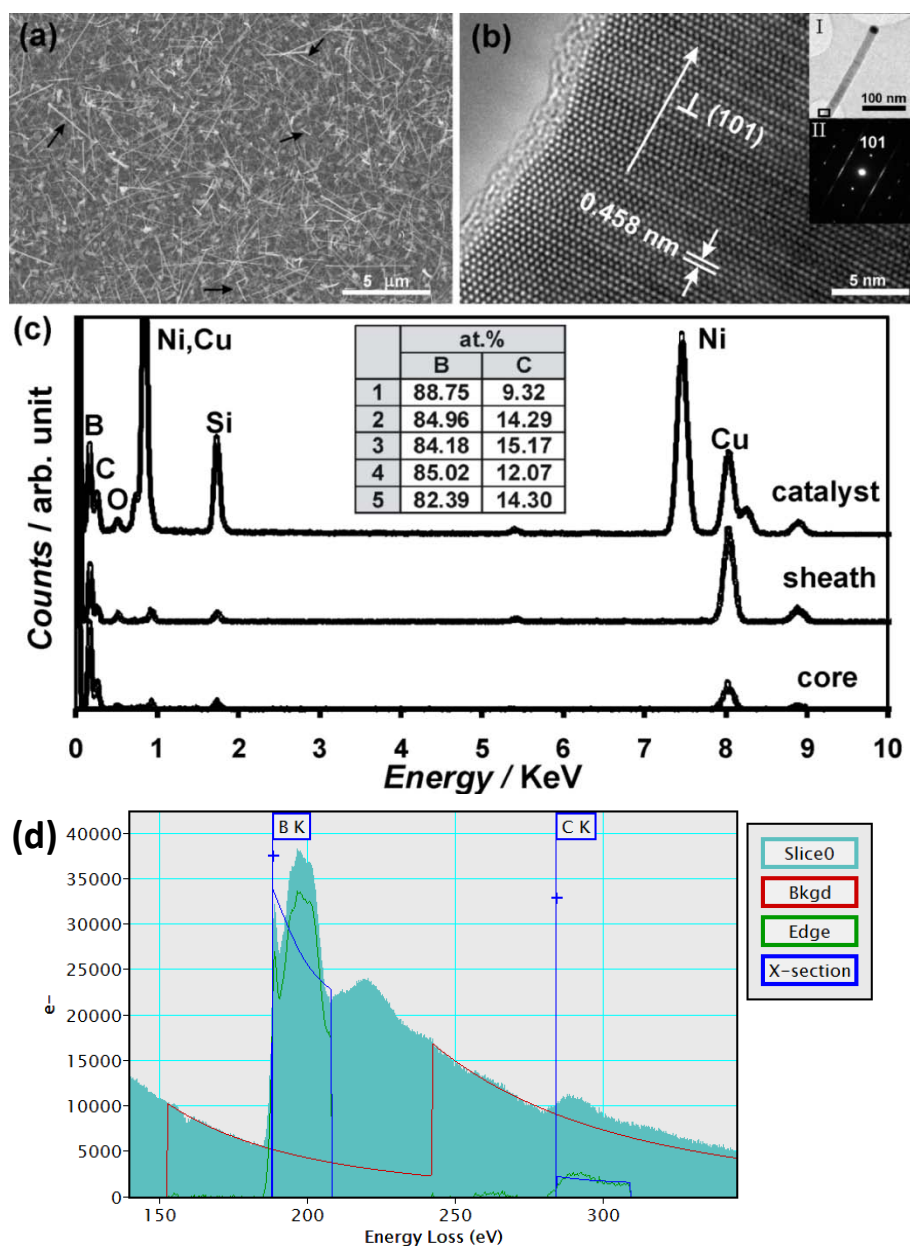 (a)
5 μm
(b)
⊥ (101)
0.458 nm
5 nm
I
100 nm
II
101
(c)
Counts / arb. unit
B
C
O
Ni,Cu
Si
Ni
Cu
catalyst
sheath
core
at.%
B C
1 88.75 9.32
2 84.96 14.29
3 84.18 15.17
4 85.02 12.07
5 82.39 14.30
0 1 2 3 4 5 6 7 8 9 10
Energy / KeV
(d)
B K
C K
40000
35000
30000
25000
20000
15000
10000
5000
0
e-
150 200 250 300
Energy Loss (eV)
Slice0
Bkgd
Edge
X-section